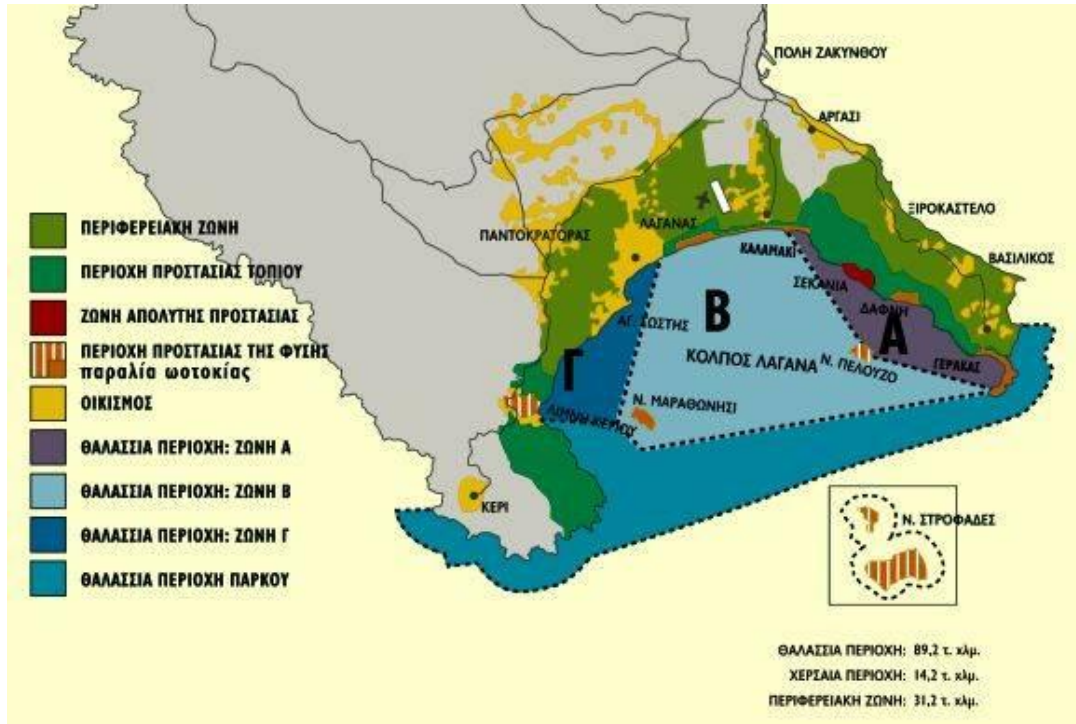 ΠΟΛΗ ΖΑΚΥΝΘΟΥ
ΑΡΓΑΣΙ
ΞΙΡΟΚΑΣΤΕΛΟ
ΛΑΓΑΝΑΣ
ΠΑΝΤΟΚΡΑΤΟΡΑΣ
ΚΑΛΑΜΑΚΙ
ΒΑΣΙΛΙΚΟΣ
ΣΕΚΑΝΙΑ
ΔΑΦΝΗ
ΑΓ. ΣΩΣΤΗΣ
Β
Α
ΚΟΛΠΟΣ ΛΑΓΑΝΑ
Ν. ΠΕΛΟΥΖΟ
ΓΕΡΑΚΑΣ
Γ
Ν. ΜΑΡΑΘΩΝΗΣΙ
ΛΙΜΝΗ ΚΕΡΙΟΥ
ΚΕΡΙ
Ν. ΣΤΡΟΦΑΔΕΣ
ΠΕΡΙΦΕΡΕΙΑΚΗ ΖΩΝΗ
ΠΕΡΙΟΧΗ ΠΡΟΣΤΑΣΙΑΣ ΤΟΠΙΟΥ
ΖΩΝΗ ΑΠΟΛΥΤΗΣ ΠΡΟΣΤΑΣΙΑΣ
ΠΕΡΙΟΧΗ ΠΡΟΣΤΑΣΙΑΣ ΤΗΣ ΦΥΣΗΣ
παραλία ωοτοκίας
ΟΙΚΙΣΜΟΣ
ΘΑΛΑΣΣΙΑ ΠΕΡΙΟΧΗ: ΖΩΝΗ Α
ΘΑΛΑΣΣΙΑ ΠΕΡΙΟΧΗ: ΖΩΝΗ Β
ΘΑΛΑΣΣΙΑ ΠΕΡΙΟΧΗ: ΖΩΝΗ Γ
ΘΑΛΑΣΣΙΑ ΠΕΡΙΟΧΗ ΠΑΡΚΟΥ
ΘΑΛΑΣΣΙΑ ΠΕΡΙΟΧΗ: 89,2 τ. χλμ.
ΧΕΡΣΑΙΑ ΠΕΡΙΟΧΗ: 14,2 τ. χλμ.
ΠΕΡΙΦΕΡΕΙΑΚΗ ΖΩΝΗ: 31,2 τ. χλμ.